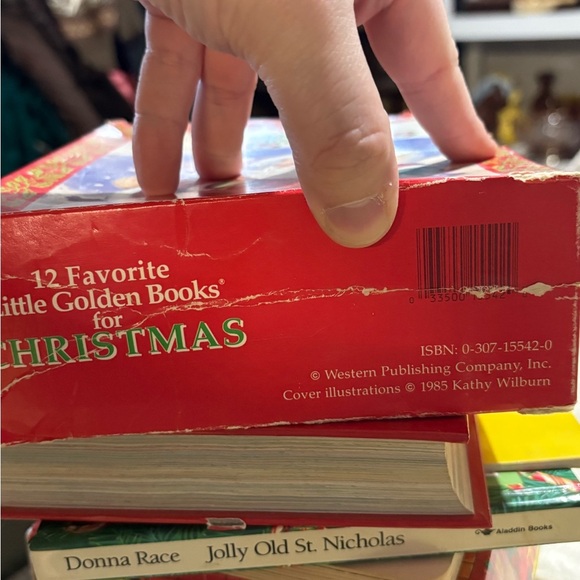 12 Favorite
ittle Golden Books®
for
CHRISTMAS
ISBN: 0-307-15542-0
© Western Publishing Company, Inc.
Cover illustrations © 1985 Kathy Wilburn
Donna Race Jolly Old St. Nicholas
Aladdin Books